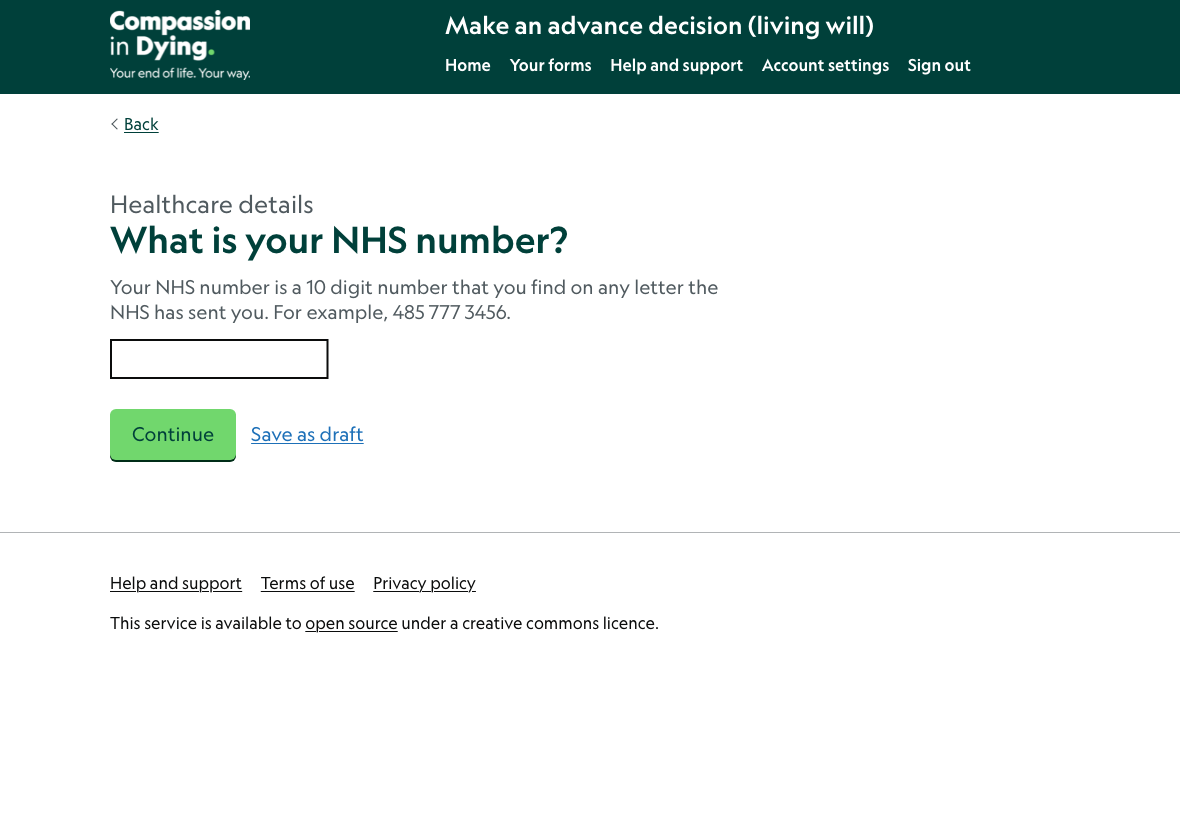 Compassion
in Dying.
Your end of life. Your way.
Make an advance decision (living will)
Home Your forms Help and support Account settings Sign out
Back
Healthcare details
What is your NHS number?
Your NHS number is a 10 digit number that you find on any letter the
NHS has sent you. For example, 485 777 3456.
Continue Save as draft
Help and support Terms of use Privacy policy
This service is available to open source under a creative commons licence.